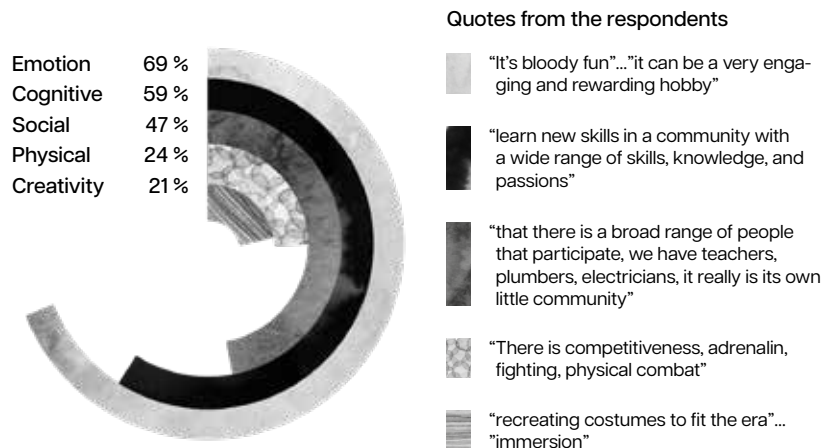 Emotion 69 %
Cognitive 59 %
Social 47 %
Physical 24 %
Creativity 21 %
Quotes from the respondents
“It’s bloody fun”...”it can be a very enga-
ging and rewarding hobby”
“learn new skills in a community with
a wide range of skills, knowledge, and
passions”
“that there is a broad range of people
that participate, we have teachers,
plumbers, electricians, it really is its own
little community”
“There is competitiveness, adrenalin,
fighting, physical combat”
“recreating costumes to fit the era”...
”immersion”